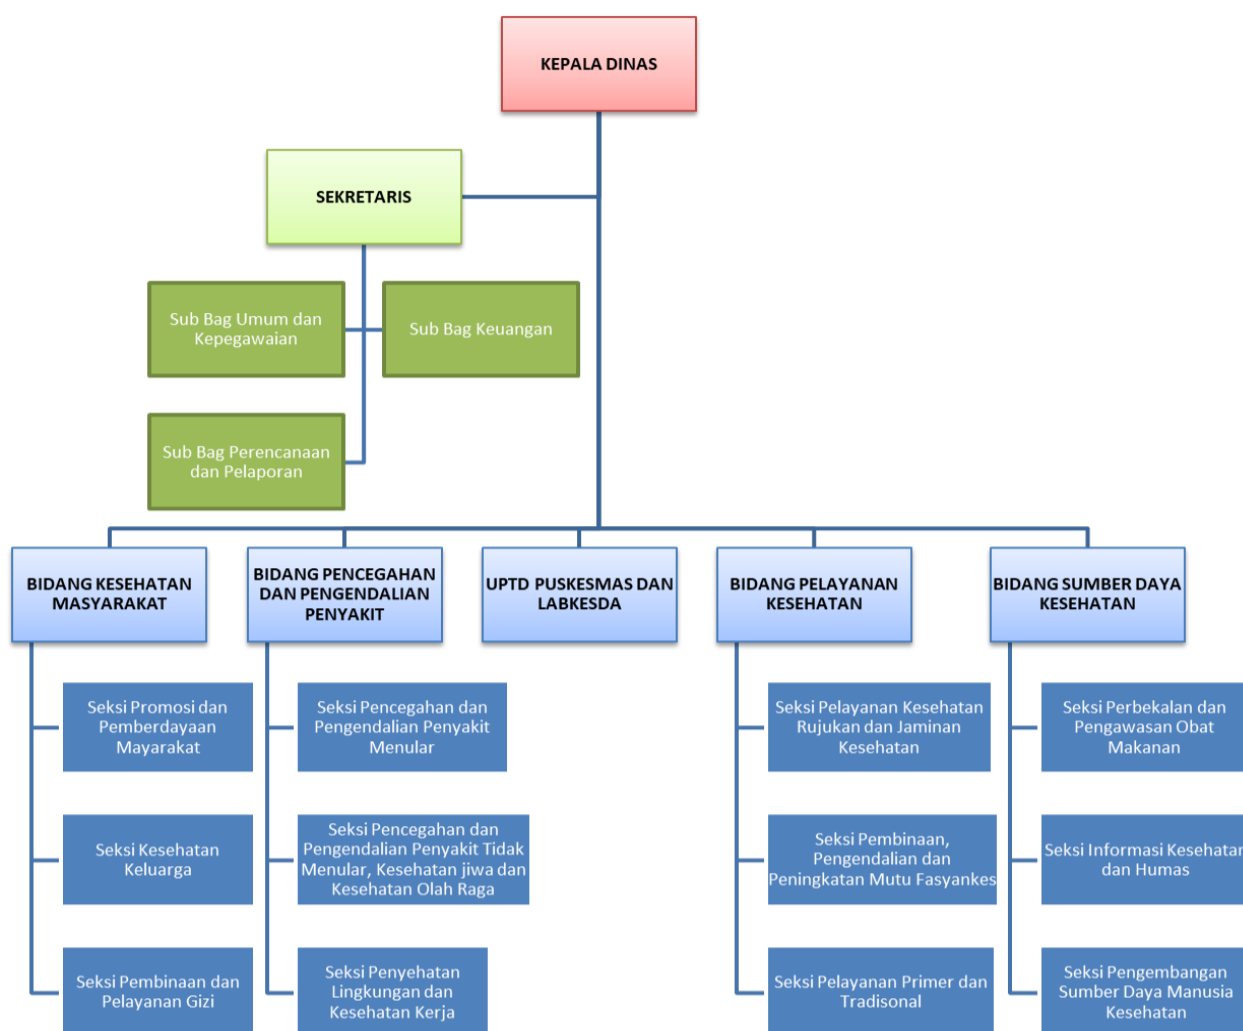 KEPALA DINAS
SEKRETARIS
Sub Bag Umum dan
Kepegawaian
Sub Bag Keuangan
Sub Bag Perencanaan
dan Pelaporan
BIDANG KESEHATAN
MASYARAKAT
BIDANG PENCEGAHAN
DAN PENGENDALIAN
PENYAKIT
UPTD PUSKESMAS DAN
LABKESDA
BIDANG PELAYANAN
KESEHATAN
BIDANG SUMBER DAYA
KESEHATAN
Seksi Promosi dan
Pemberdayaan
Mayarakat
Seksi Pencegahan dan
Pengendalian Penyakit
Menular
Seksi Pelayanan Kesehatan
Rujukan dan Jaminan
Kesehatan
Seksi Perbekalan dan
Pengawasan Obat
Makanan
Seksi Kesehatan
Keluarga
Seksi Pencegahan dan
Pengendalian Penyakit Tidak
Menular, Kesehatan jiwa dan
Kesehatan Olah Raga
Seksi Pembinaan,
Pengendalian dan
Peningkatan Mutu Fasyankes
Seksi Informasi Kesehatan
dan Humas
Seksi Pembinaan dan
Pelayanan Gizi
Seksi Penyehatan
Lingkungan dan
Kesehatan Kerja
Seksi Pelayanan Primer dan
Tradisonal
Seksi Pengembangan
Sumber Daya Manusia
Kesehatan